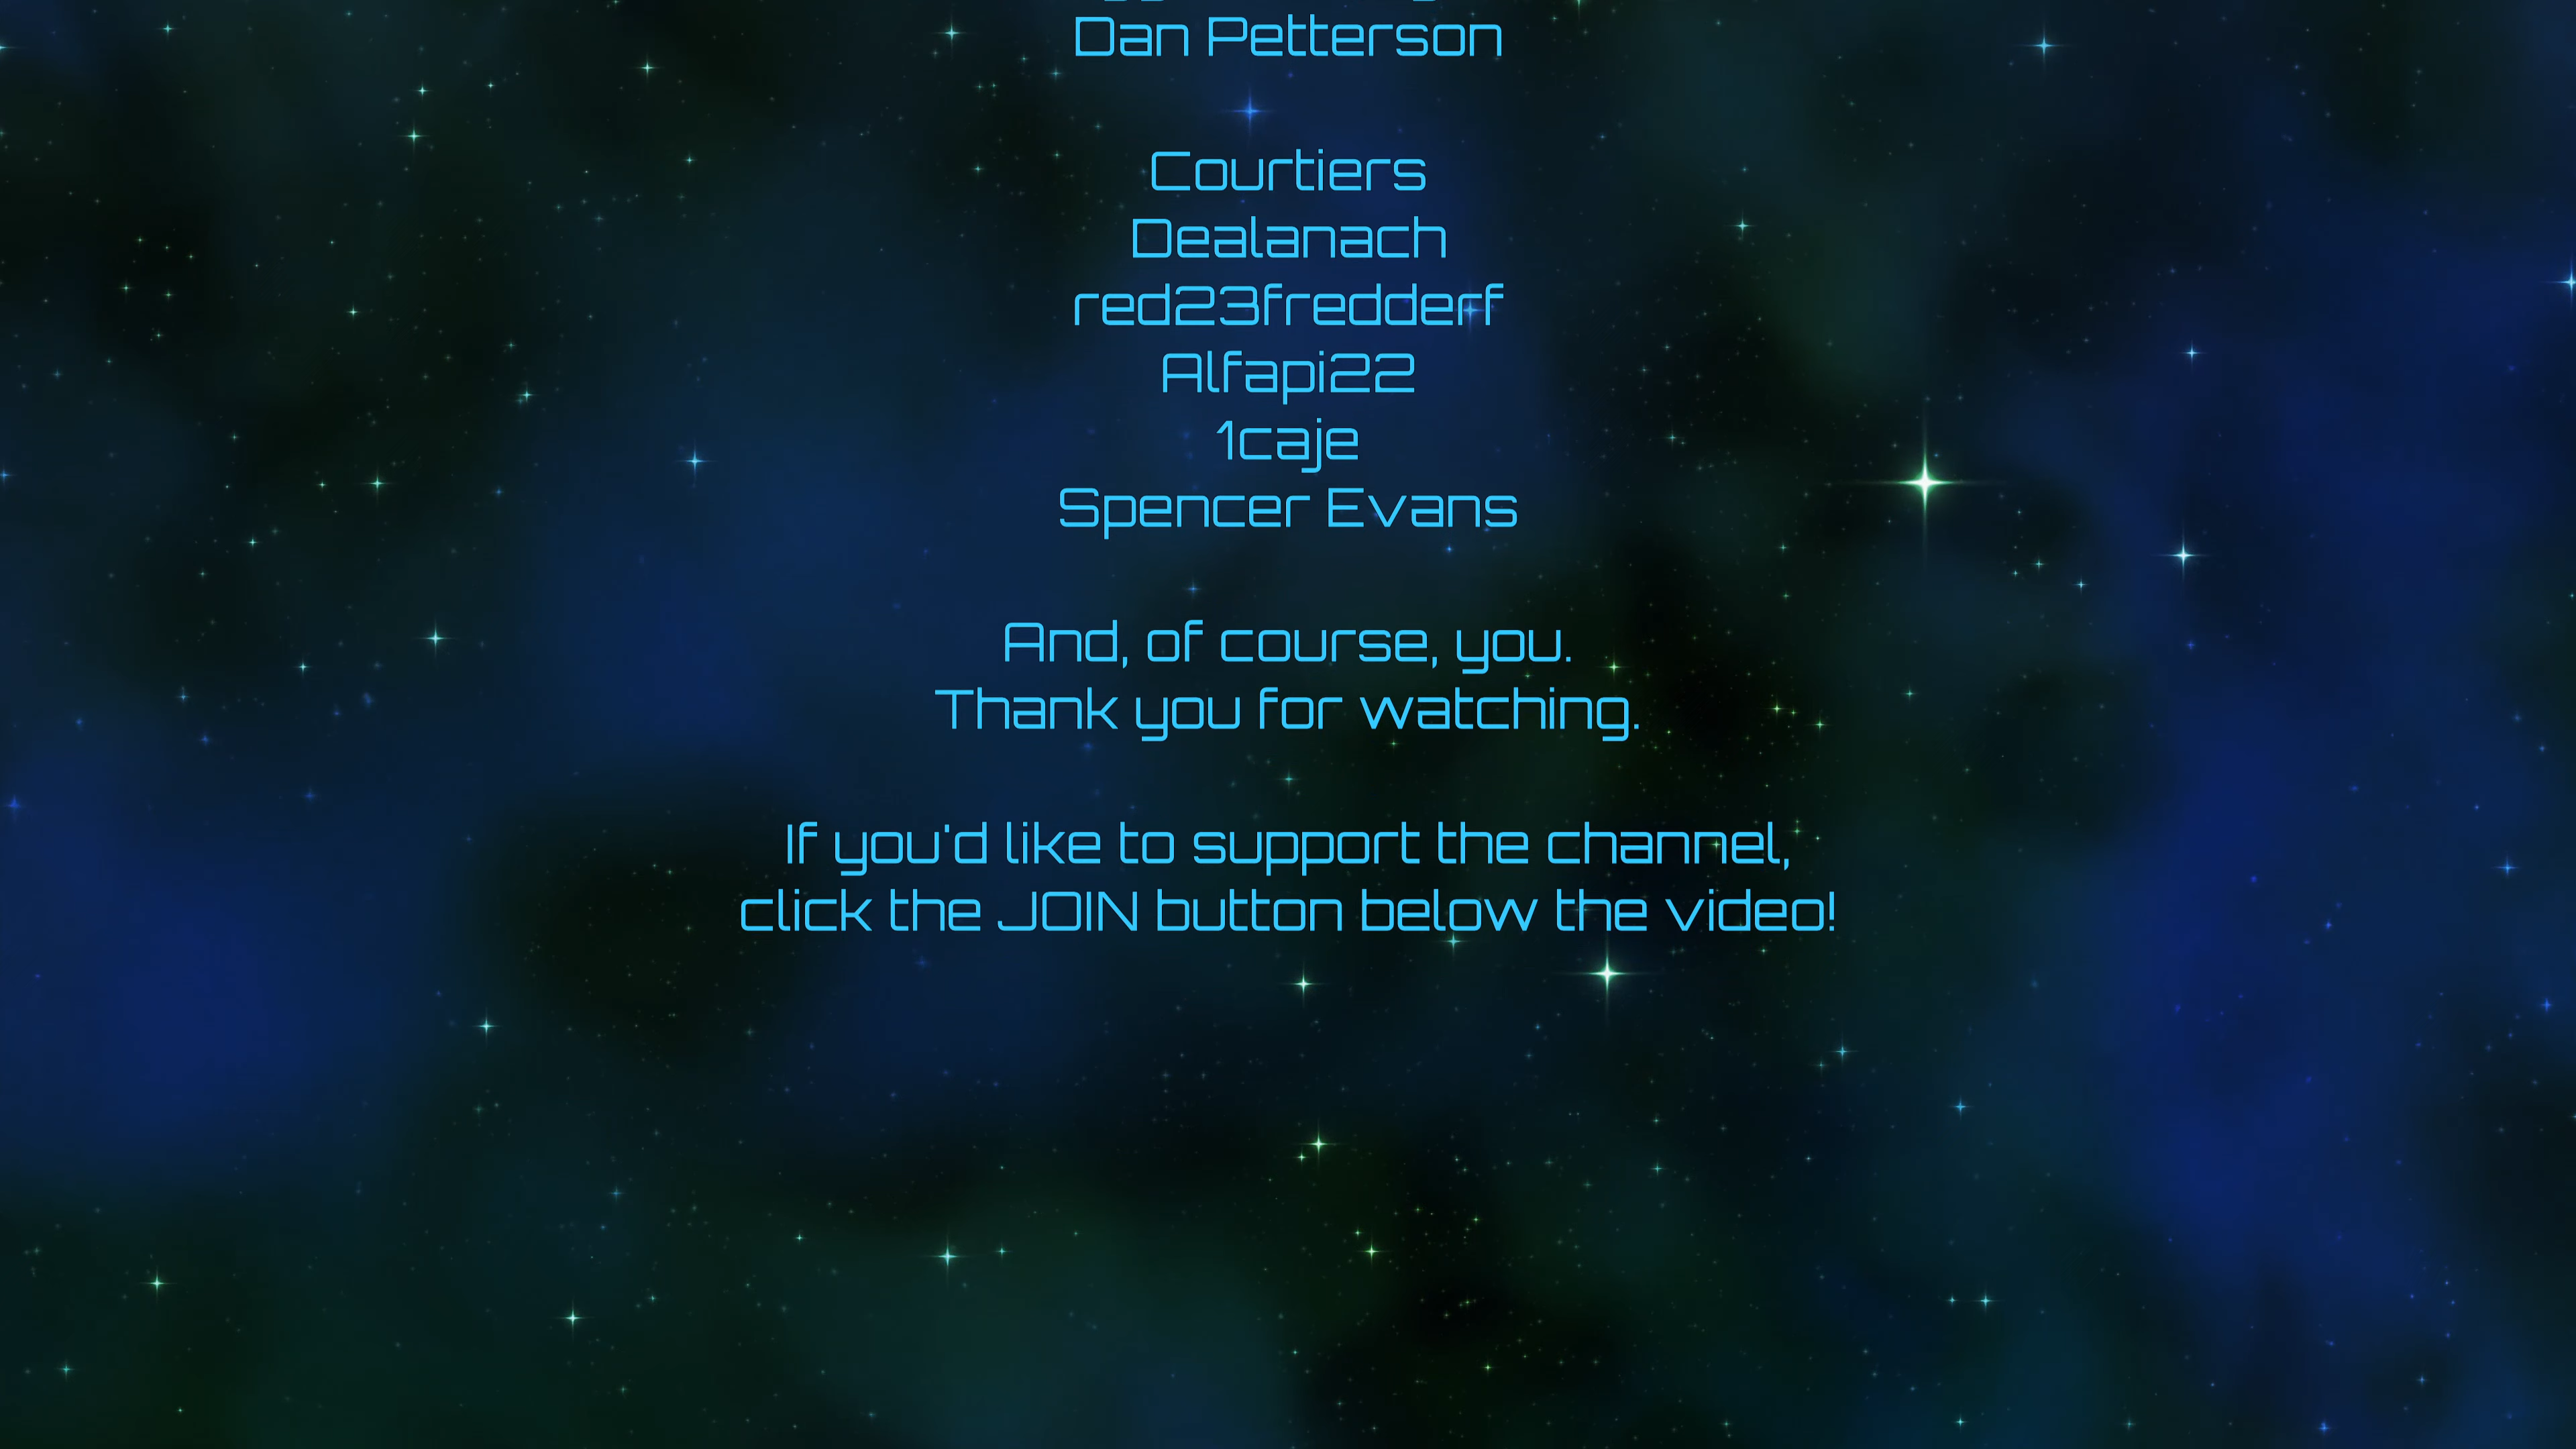 Dan Petterson
Courtiers
Dealanach
red23fredderf
Alfapi22
1caje
Spencer Evans
And, of course, you.
Thank you for watching.
If you'd like to support the channel,
click the JOIN button below the video!